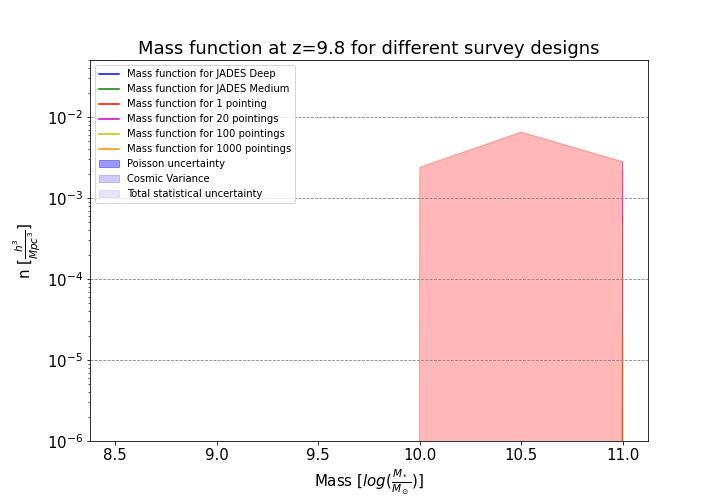 Mass function at z=9.8 for different survey designs
Mass function for JADES Deep
Mass function for JADES Medium
Mass function for 1 pointing
Mass function for 20 pointings
Mass function for 100 pointings
Mass function for 1000 pointings
Poisson uncertainty
Cosmic Variance
Total statistical uncertainty
n [h³/Mpc³]
10⁻²
10⁻³
10⁻⁴
10⁻⁵
10⁻⁶
8.5 9.0 9.5 10.0 10.5 11.0
Mass [log(M*/M⊙)]